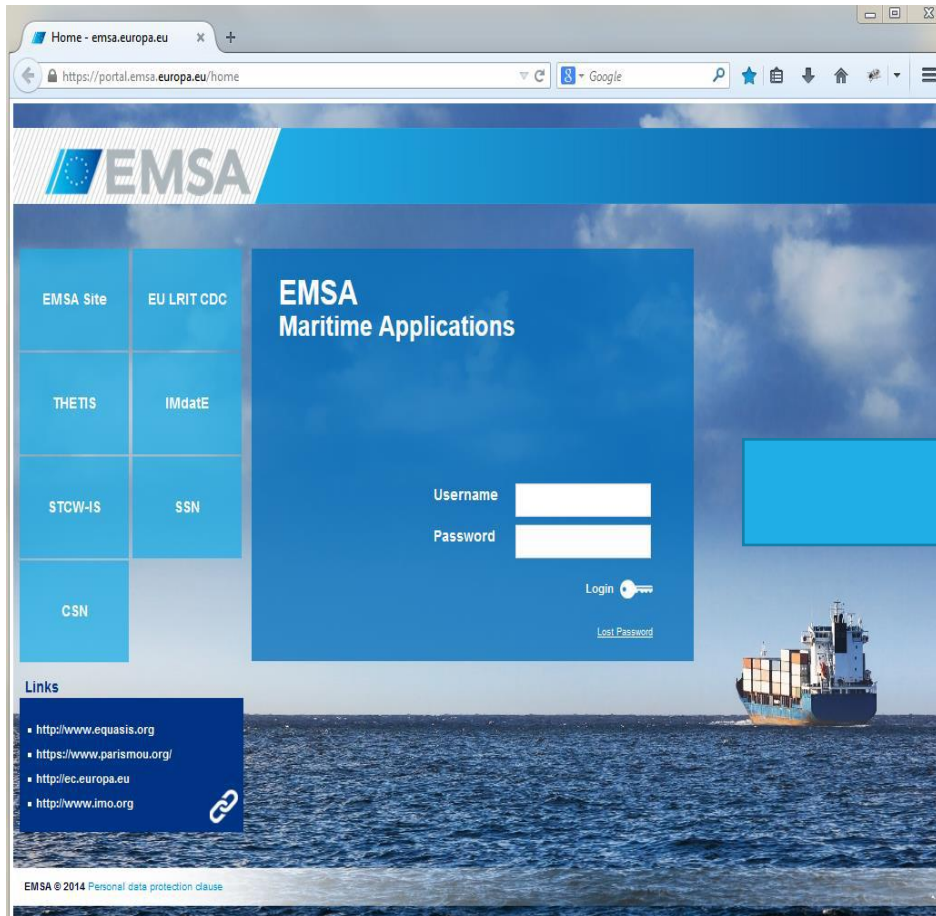 Home - emsa.europa.eu
https://portal.emsa.europa.eu/home
Google
EMSA
EMSA Site
EU LRIT CDC
THETIS
IMdatE
STCW-IS
SSN
CSN
EMSA
Maritime Applications
Username
Password
Login
Lost Password
Links
http://www.equasis.org
https://www.parismou.org/
http://ec.europa.eu
http://www.imo.org
EMSA © 2014 Personal data protection clause